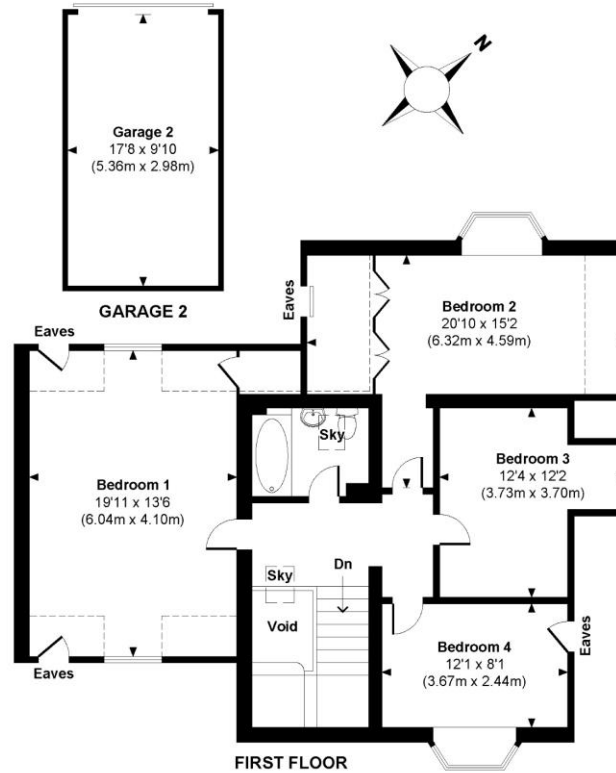 N
Garage 2
17'8 x 9'10
(5.36m x 2.98m)
GARAGE 2
Eaves
Eaves
Bedroom 2
20'10 x 15'2
(6.32m x 4.59m)
Sky
Bedroom 1
19'11 x 13'6
(6.04m x 4.10m)
Bedroom 3
12'4 x 12'2
(3.73m x 3.70m)
Sky
Dn
Void
Bedroom 4
12'1 x 8'1
(3.67m x 2.44m)
Eaves
Eaves
FIRST FLOOR